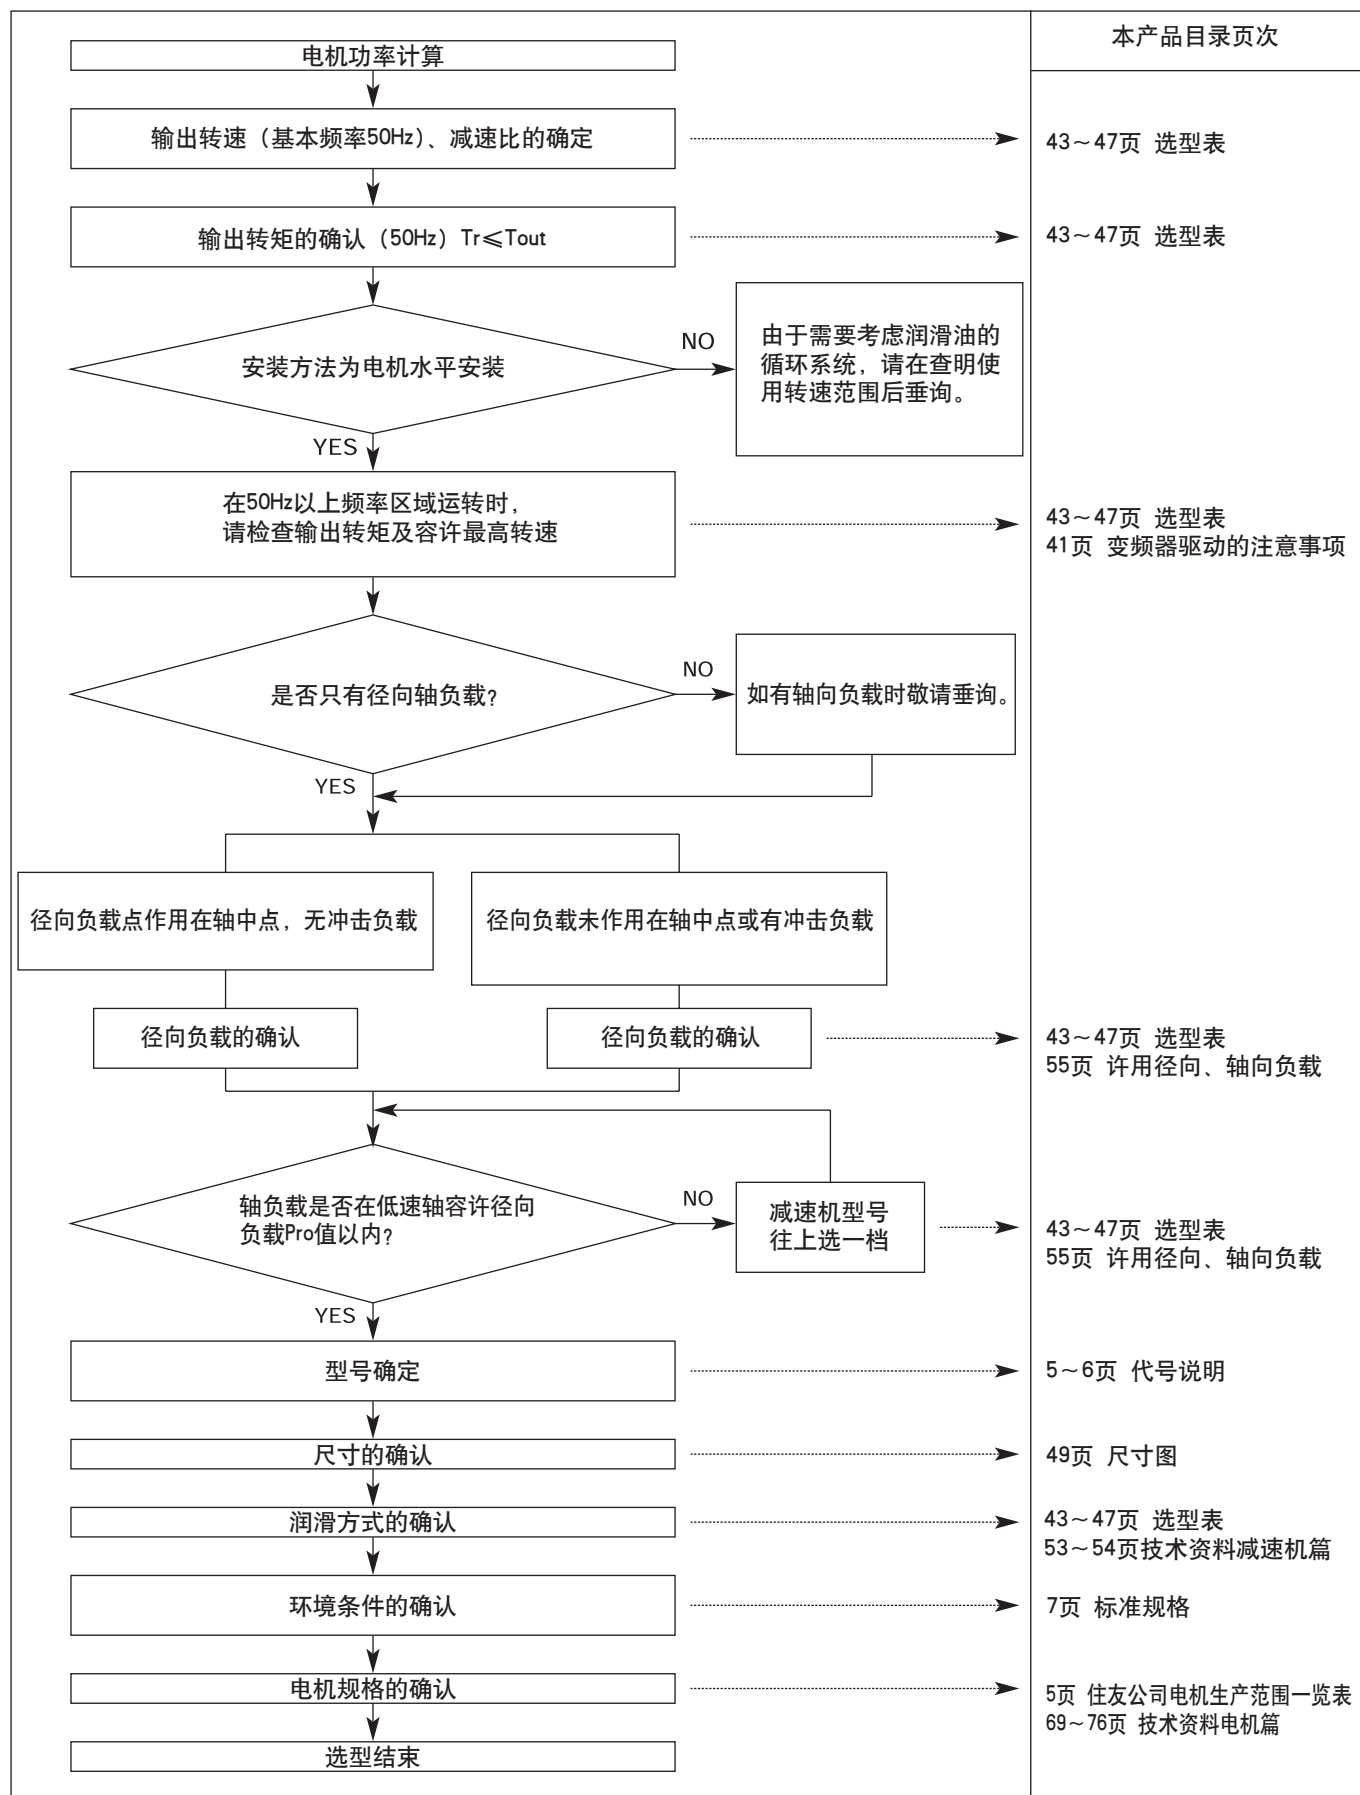 本产品目录页次
电机功率计算
输出转速（基本频率50Hz）、减速比的确定
43～47页 选型表
输出转矩的确认（50Hz）Tr≤Tout
43～47页 选型表
安装方法为电机水平安装
NO
由于需要考虑润滑油的
循环系统，请在查明使
用转速范围后垂询。
YES
在50Hz以上频率区域运转时，
请检查输出转矩及容许最高转速
43～47页 选型表
41页 变频器驱动的注意事项
是否只有径向轴负载？
NO
如有轴向负载时敬请垂询。
YES
径向负载点作用在轴中点，无冲击负载
径向负载未作用在轴中点或有冲击负载
径向负载的确认
径向负载的确认
43～47页 选型表
55页 许用径向、轴向负载
轴负载是否在低速轴容许径向
负载Pro值以内？
NO
减速机型号
往上选一档
43～47页 选型表
55页 许用径向、轴向负载
YES
型号确定
5～6页 代号说明
尺寸的确认
49页 尺寸图
润滑方式的确认
43～47页 选型表
53～54页技术资料减速机篇
环境条件的确认
7页 标准规格
电机规格的确认
5页 住友公司电机生产范围一览表
69～76页 技术资料电机篇
选型结束